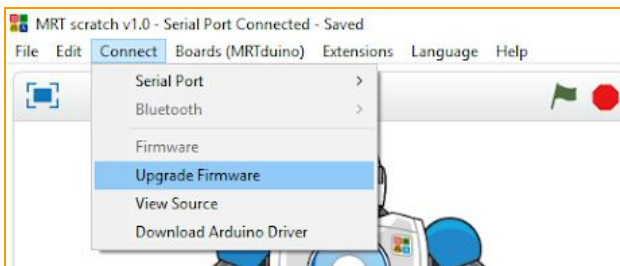 MRT scratch v1.0 - Serial Port Connected - Saved
File Edit Connect Boards (MRTduino) Extensions Language Help
Serial Port >
Bluetooth >
Firmware
Upgrade Firmware
View Source
Download Arduino Driver